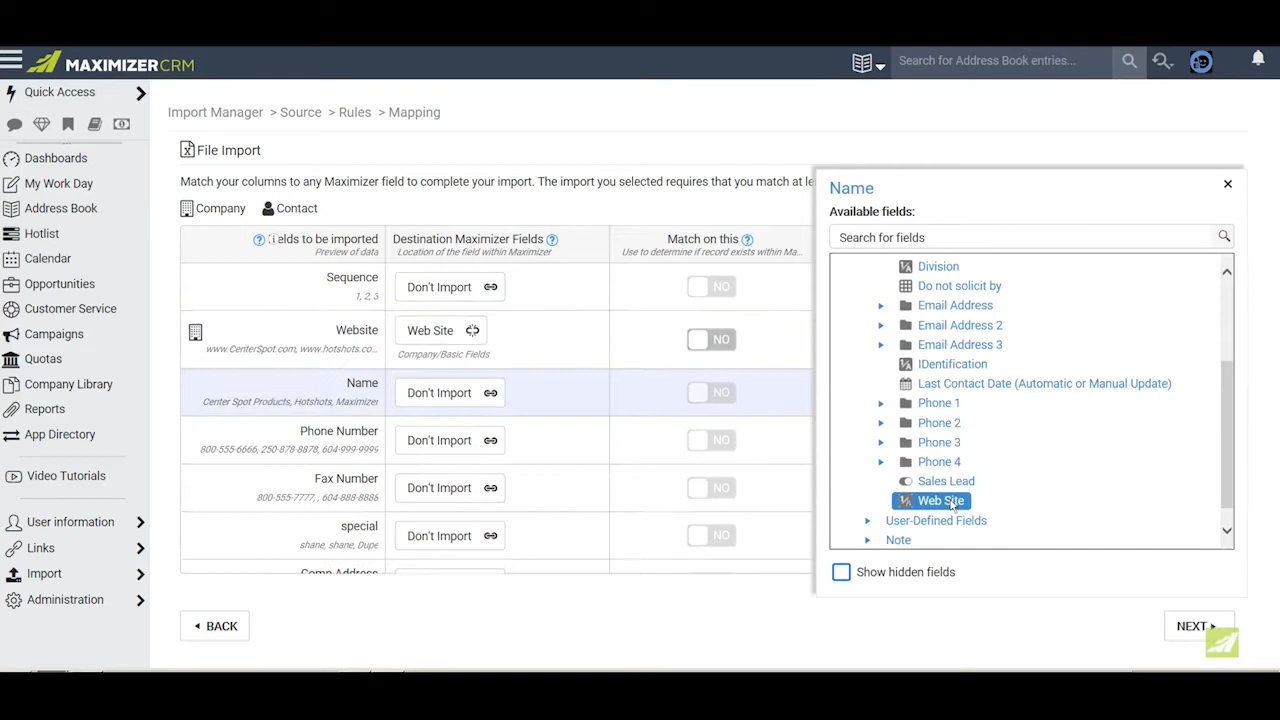 MAXIMIZER CRM
Search for Address Book entries...
Quick Access
Dashboards
My Work Day
Address Book
Hotlist
Calendar
Opportunities
Customer Service
Campaigns
Quotas
Company Library
Reports
App Directory
Video Tutorials
User information
Links
Import
Administration
Import Manager > Source > Rules > Mapping
File Import
Match your columns to any Maximizer field to complete your import. The import you selected requires that you match at le
Company Contact
ields to be imported
Preview of data
Destination Maximizer Fields
Location of the field within Maximizer
Match on this
Use to determine if record exists within Ma...
Sequence
1, 2, 3
Don't Import
NO
Website
www.CenterSpot.com, www.hotshots.co...
Web Site
Company/Basic Fields
NO
Name
Center Spot Products, Hotshots, Maximizer
Don't Import
NO
Phone Number
800-555-6666, 250-878-8878, 604-999-9999
Don't Import
NO
Fax Number
800-555-7777, , 604-888-8886
Don't Import
NO
special
shane, shane, Dupe
Don't Import
NO
Comp Address
BACK
NEXT
Name
Available fields:
Search for fields
Division
Do not solicit by
Email Address
Email Address 2
Email Address 3
IDentification
Last Contact Date (Automatic or Manual Update)
Phone 1
Phone 2
Phone 3
Phone 4
Sales Lead
Web Site
User-Defined Fields
Note
Show hidden fields